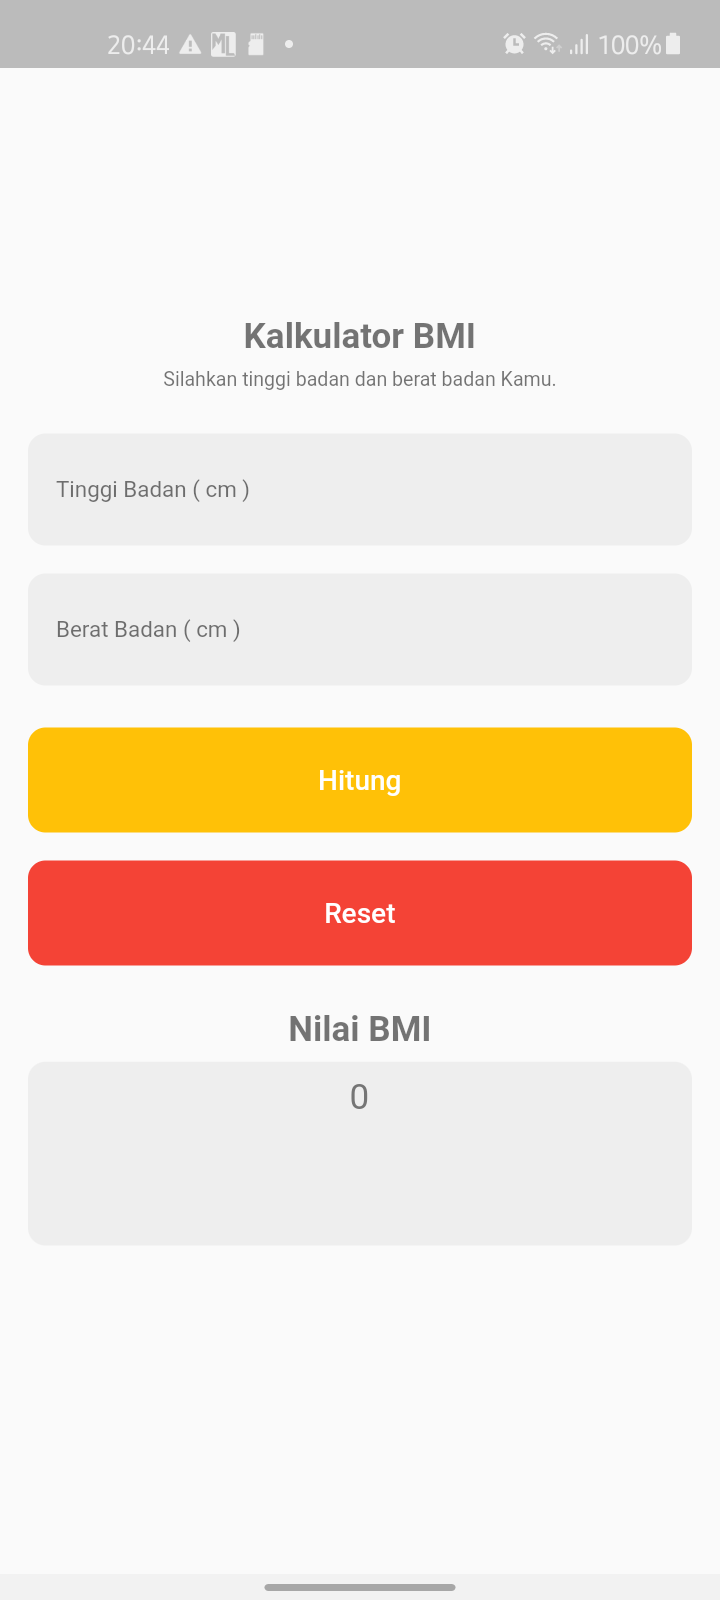 20:44 ML 100%
Kalkulator BMI
Silahkan tinggi badan dan berat badan Kamu.
Tinggi Badan ( cm )
Berat Badan ( cm )
Hitung
Reset
Nilai BMI
0